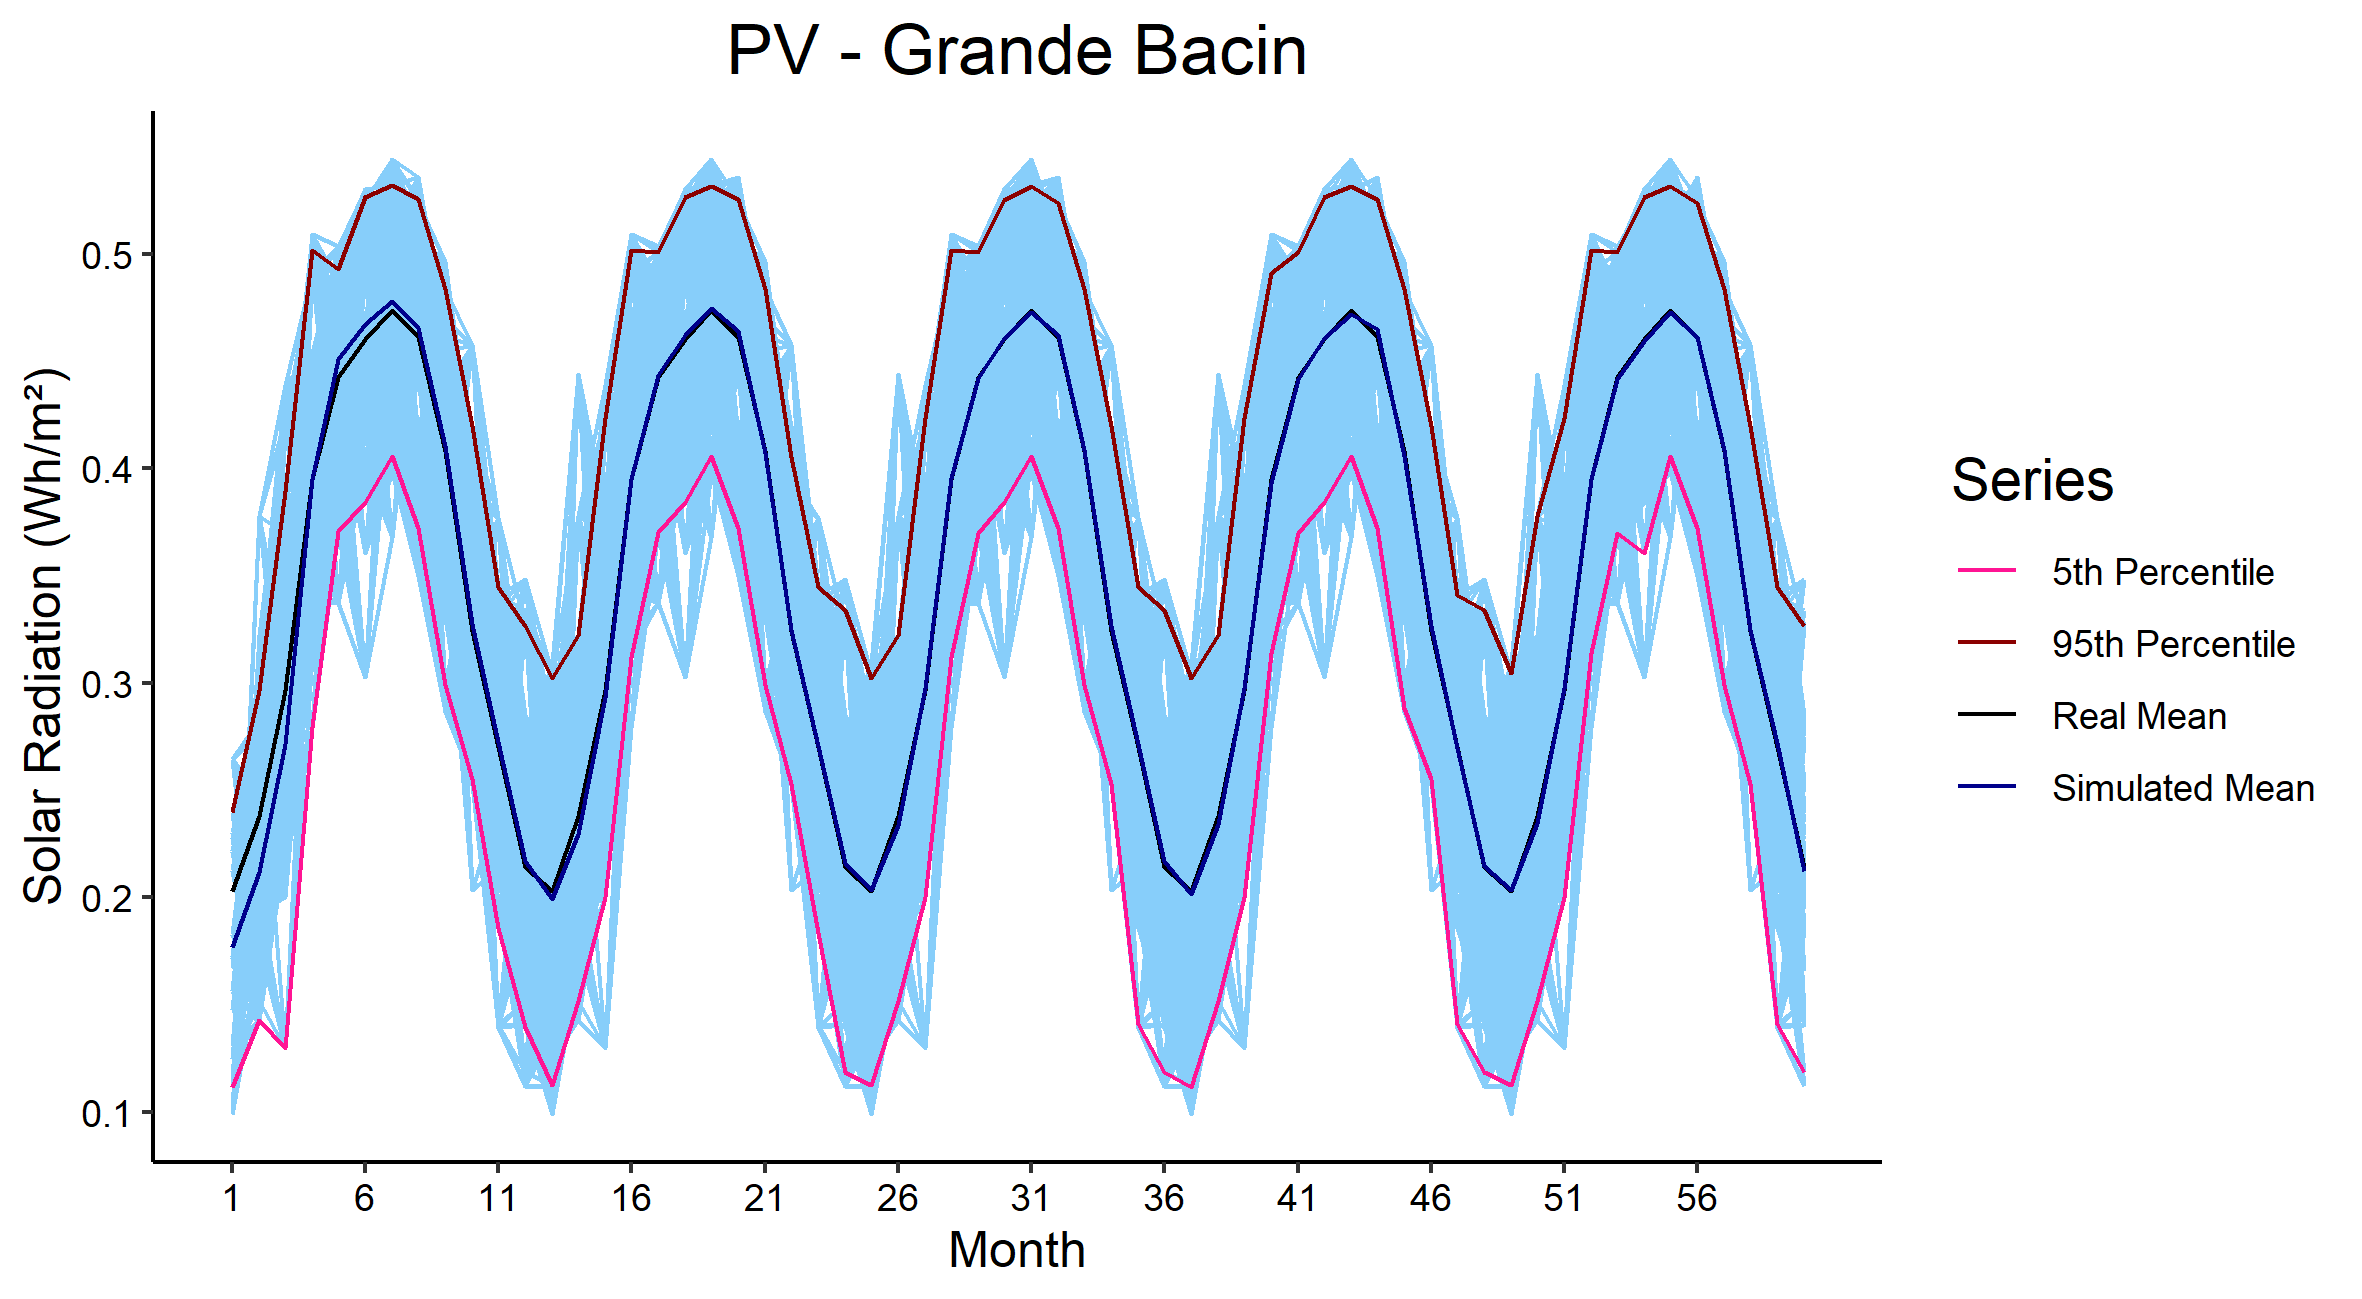 PV - Grande Bacin
Solar Radiation (Wh/m²)
0.5
0.4
0.3
0.2
0.1
1 6 11 16 21 26 31 36 41 46 51 56
Month
Series
5th Percentile
95th Percentile
Real Mean
Simulated Mean